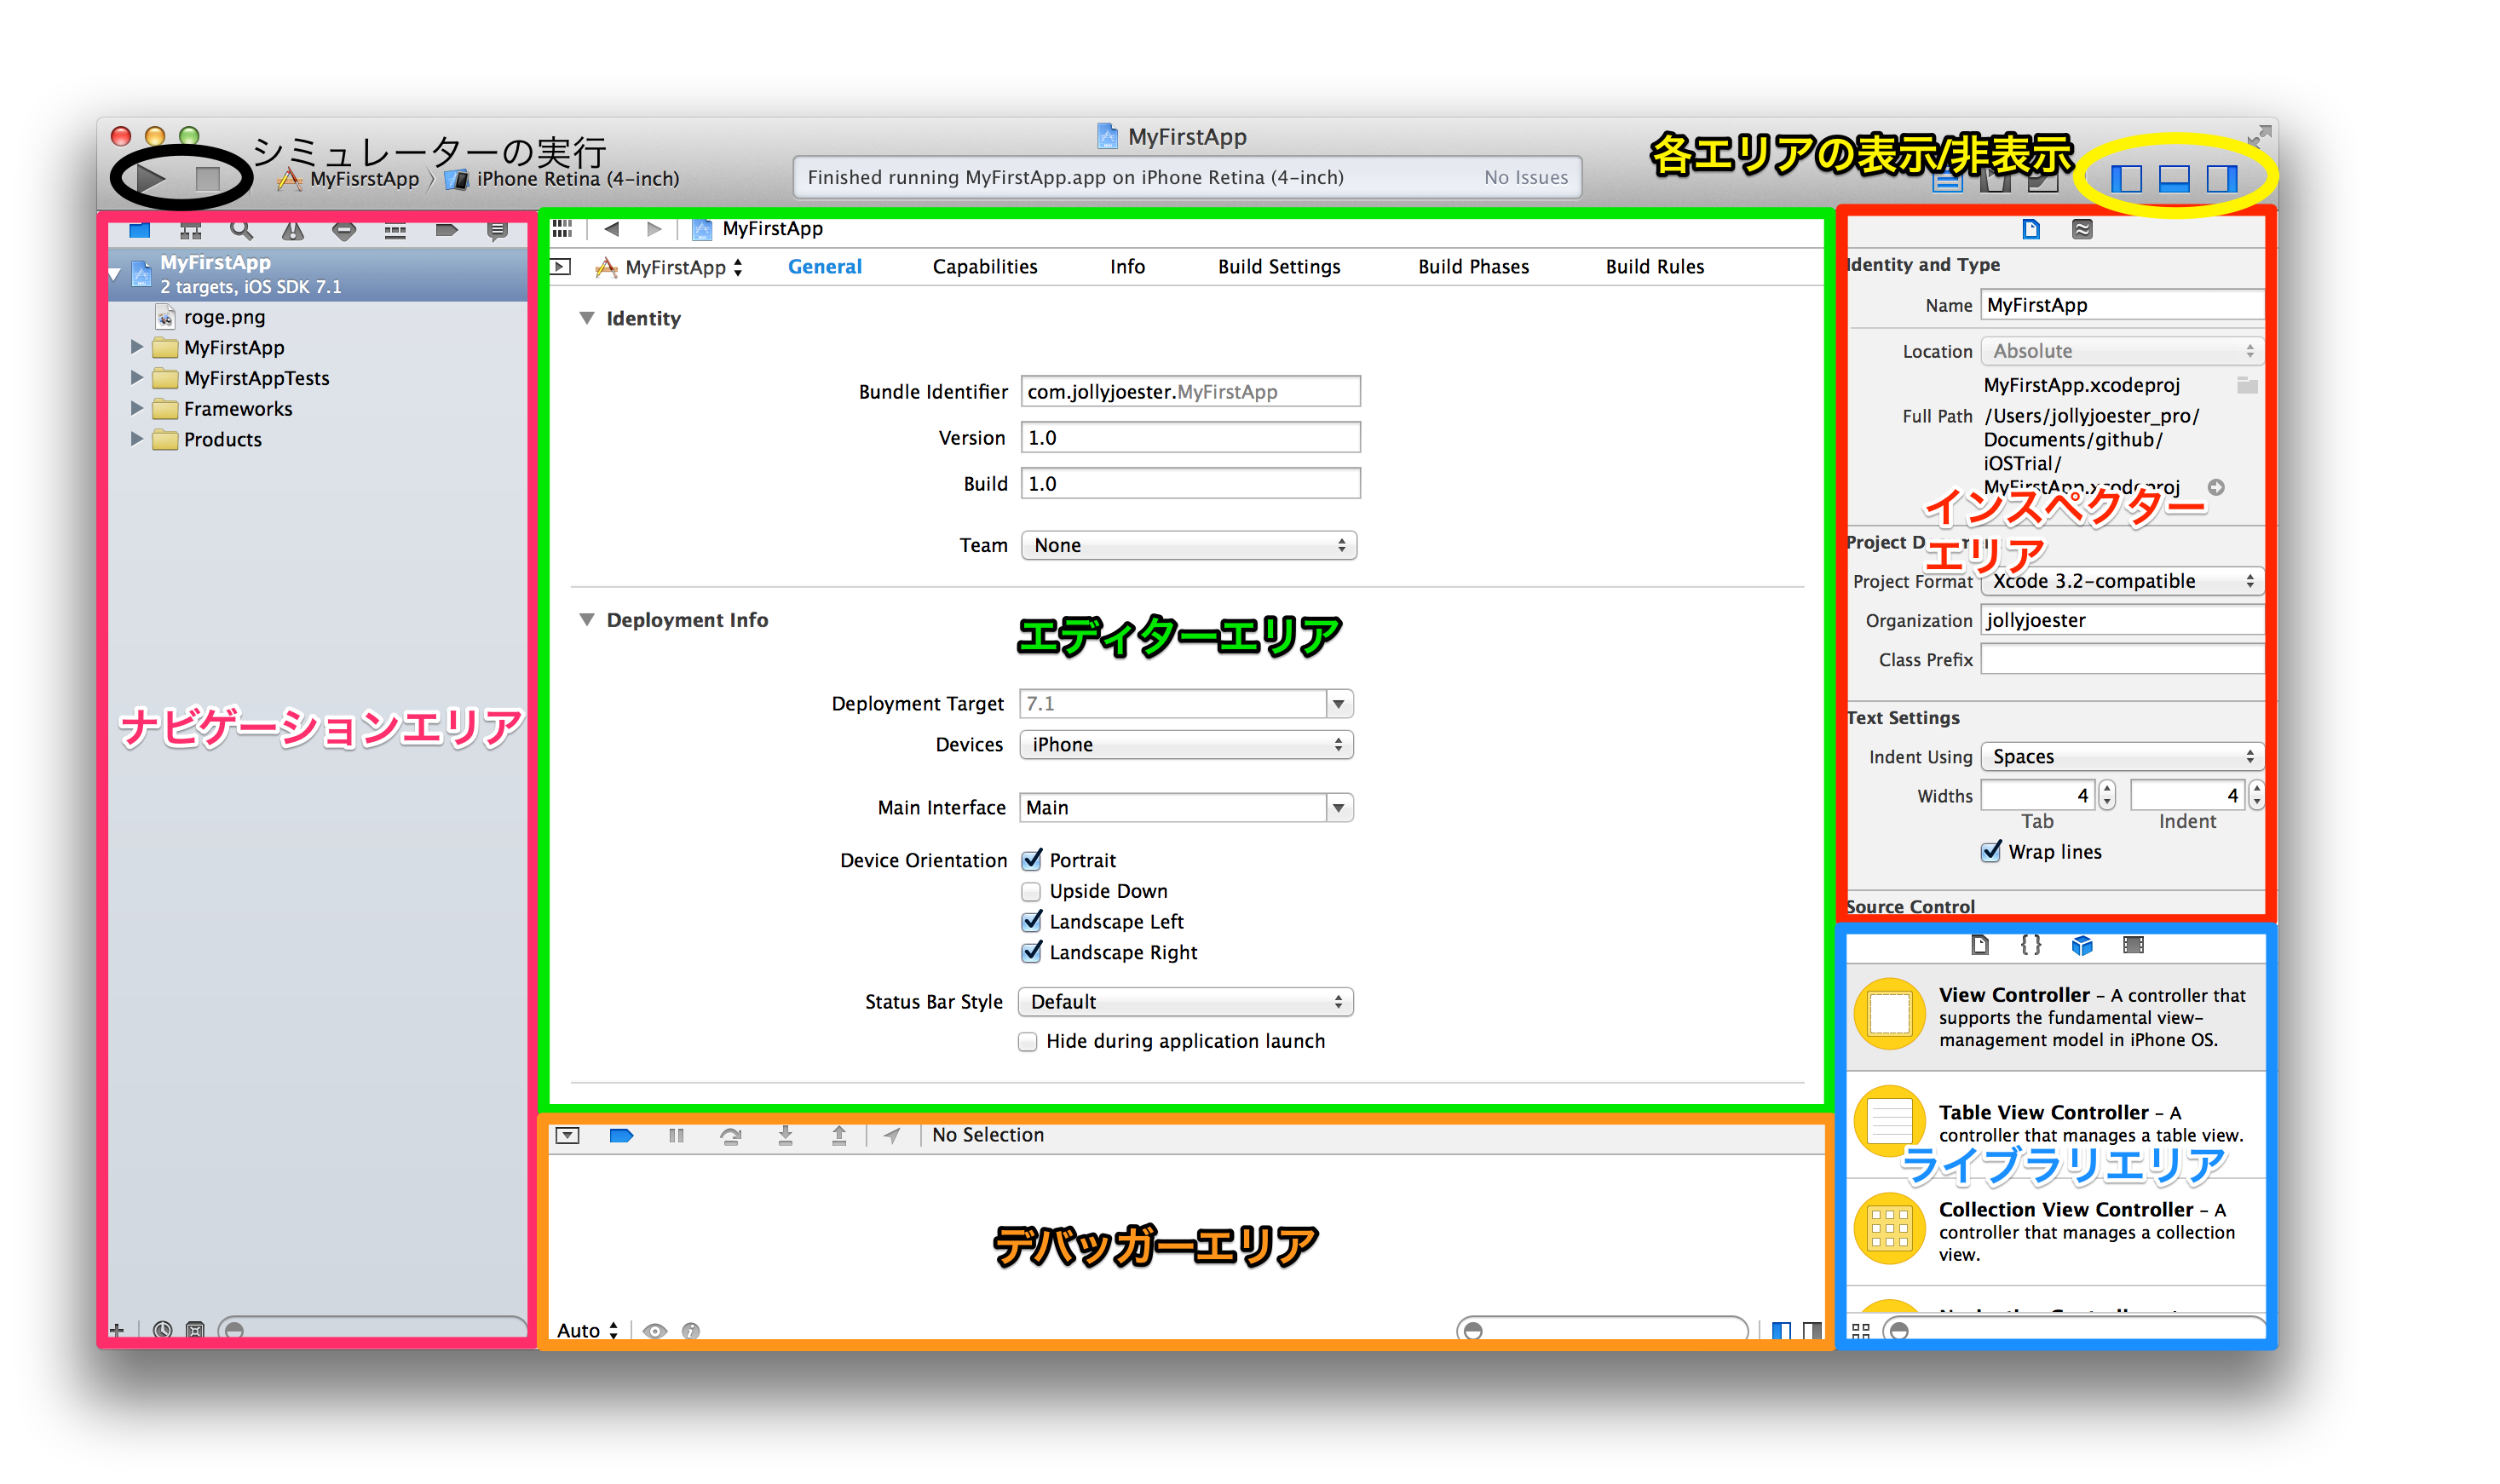 シミュレーターの実行
MyFirstApp
各エリアの表示/非表示
MyFisrstApp
iPhone Retina (4-inch)
Finished running MyFirstApp.app on iPhone Retina (4-inch)
No Issues
MyFirstApp
2 targets, iOS SDK 7.1
roge.png
MyFirstApp
MyFirstAppTests
Frameworks
Products
ナビゲーションエリア
MyFirstApp
MyFirstApp
General
Capabilities
Info
Build Settings
Build Phases
Build Rules
Identity
Bundle Identifier
com.jollyjoester.MyFirstApp
Version
1.0
Build
1.0
Team
None
Deployment Info
エディターエリア
Deployment Target
7.1
Devices
iPhone
Main Interface
Main
Device Orientation
Portrait
Upside Down
Landscape Left
Landscape Right
Status Bar Style
Default
Hide during application launch
No Selection
デバッガーエリア
Auto
Identity and Type
Name
MyFirstApp
Location
Absolute
MyFirstApp.xcodeproj
Full Path
/Users/jollyjoester_pro/
Documents/github/
iOSTrial/
MyFirstApp.xcodeproj
インスペクター
エリア
Project
Project Format
Xcode 3.2-compatible
Organization
jollyjoester
Class Prefix
Text Settings
Indent Using
Spaces
Widths
4
4
Tab
Indent
Wrap lines
Source Control
{ }
View Controller – A controller that
supports the fundamental view-
management model in iPhone OS.
Table View Controller – A
controller that manages a table view.
ライブラリエリア
Collection View Controller – A
controller that manages a collection
view.